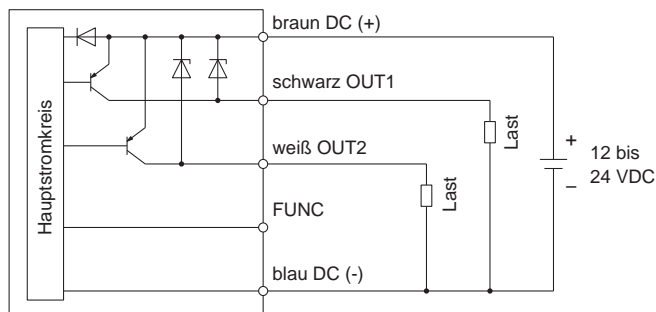 braun DC (+)
schwarz OUT1
weiß OUT2
FUNC
blau DC (-)
Hauptstromkreis
Last
Last
+
12 bis
24 VDC
–